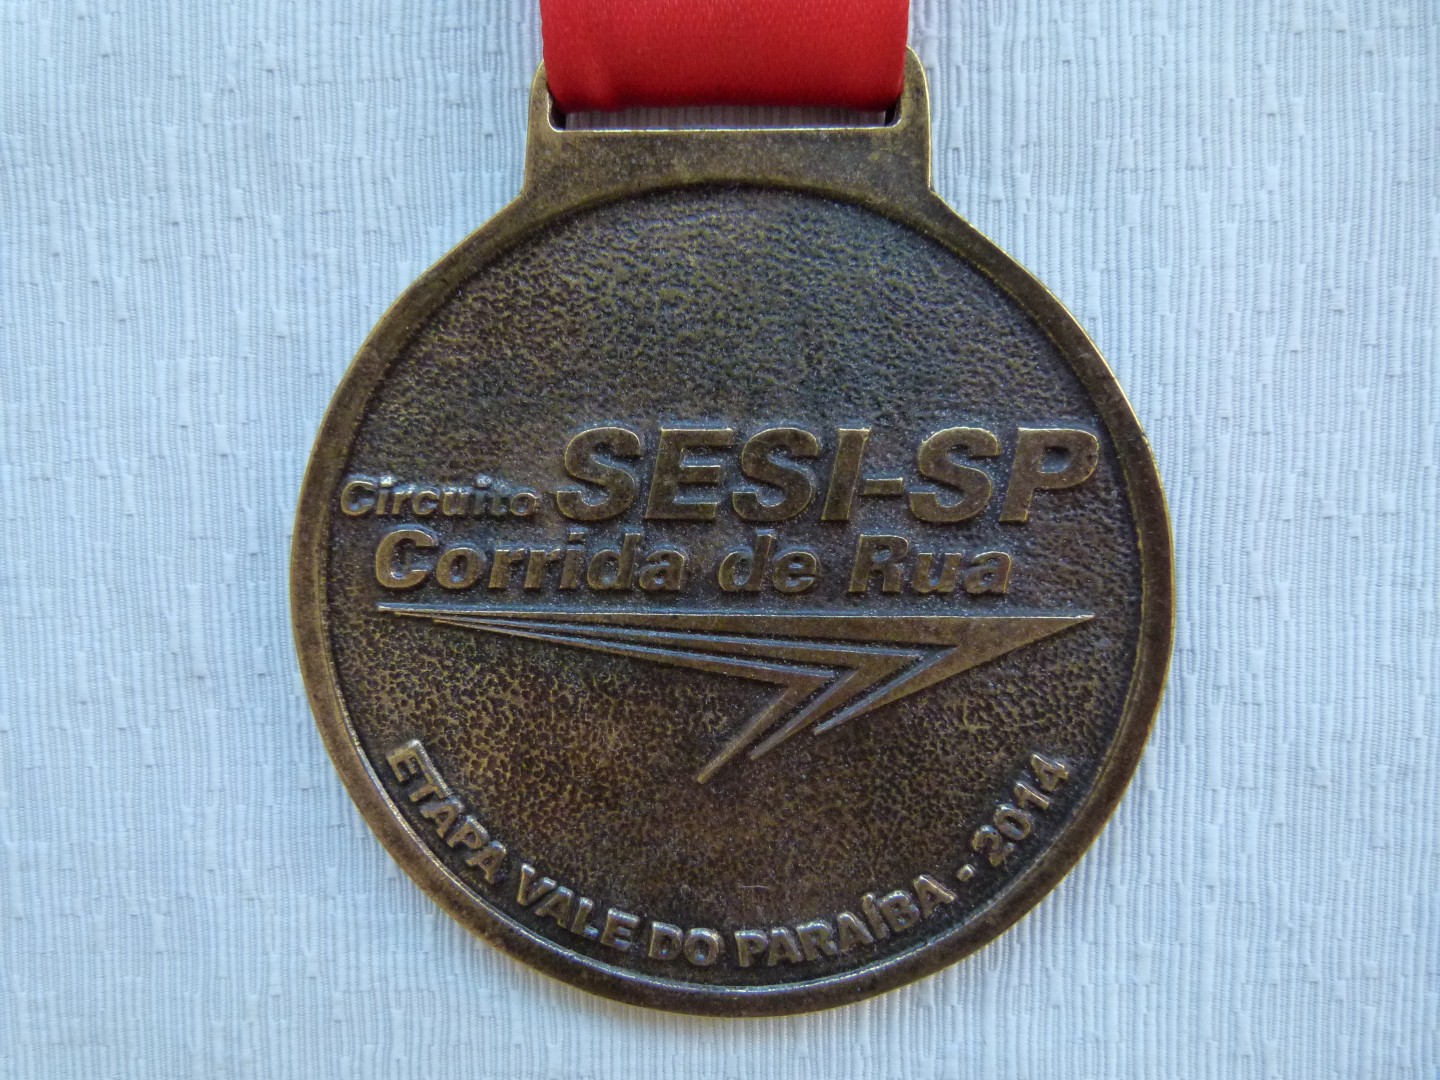 Circuito SESI-SP
Corrida de Rua
ETAPA VALE DO PARAÍBA - 2014